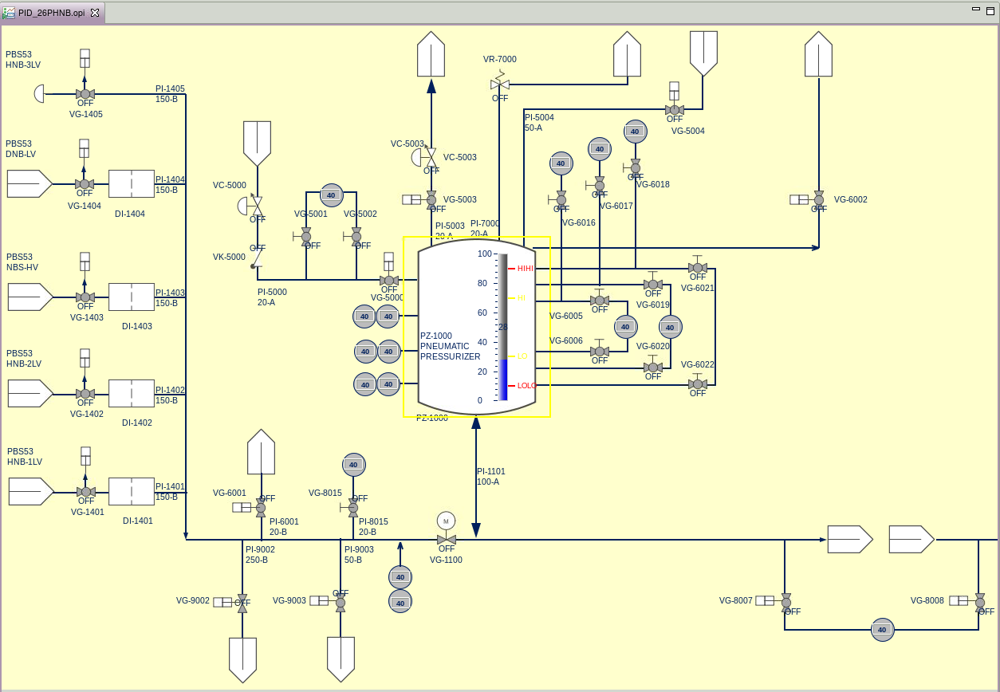 PID_26PHNB.opi
PBS53
HNB-3LV
OFF
VG-1405
PI-1405
150-B
PBS53
DNB-LV
OFF
VG-1404
DI-1404
PI-1404
150-B
PBS53
NBS-HV
OFF
VG-1403
DI-1403
PI-1403
150-B
PBS53
HNB-2LV
OFF
VG-1402
DI-1402
PI-1402
150-B
PBS53
HNB-1LV
OFF
VG-1401
DI-1401
PI-1401
150-B
VC-5000
OFF
OFF
VK-5000
PI-5000
20-A
40
VG-5001
OFF
VG-5002
OFF
OFF
VG-5000
40
40
40
40
40
40
VC-5003
VC-5003
OFF
VG-5003
OFF
PI-5003
20-A
PI-7000
20-A
VR-7000
OFF
PI-5004
50-A
OFF
VG-5004
40
OFF
VG-6016
40
OFF
VG-6017
40
OFF
VG-6018
VG-6002
OFF
100
80
60
40
20
0
HIHI
HI
28
LO
LOLO
PZ-1000
PNEUMATIC
PRESSURIZER
PZ-1000
OFF
VG-6021
OFF
VG-6019
VG-6005
OFF
40
40
VG-6006
OFF
VG-6020
OFF
VG-6022
OFF
PI-1101
100-A
VG-6001
OFF
PI-6001
20-B
40
VG-8015
OFF
PI-8015
20-B
M
OFF
VG-1100
PI-9002
250-B
VG-9002
OFF
PI-9003
50-B
VG-9003
OFF
40
40
VG-8007
OFF
40
VG-8008
OFF